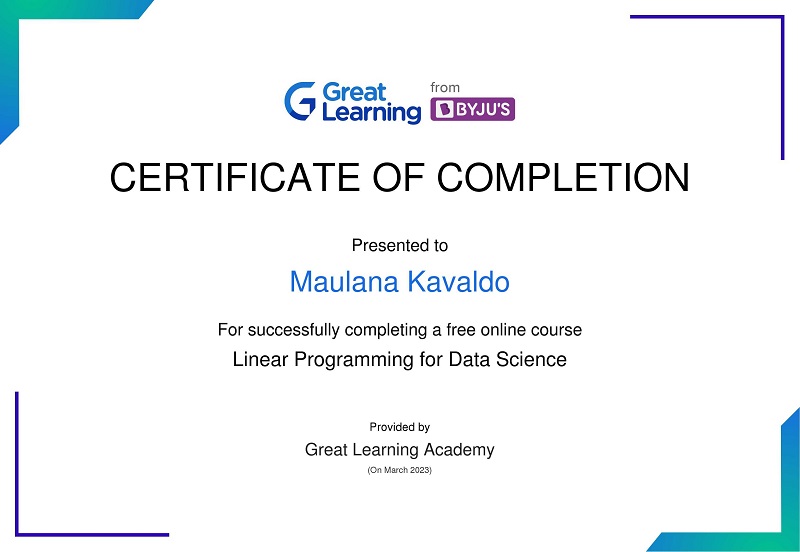 Great Learning
from
BYJU'S
CERTIFICATE OF COMPLETION
Presented to
Maulana Kavaldo
For successfully completing a free online course
Linear Programming for Data Science
Provided by
Great Learning Academy
(On March 2023)